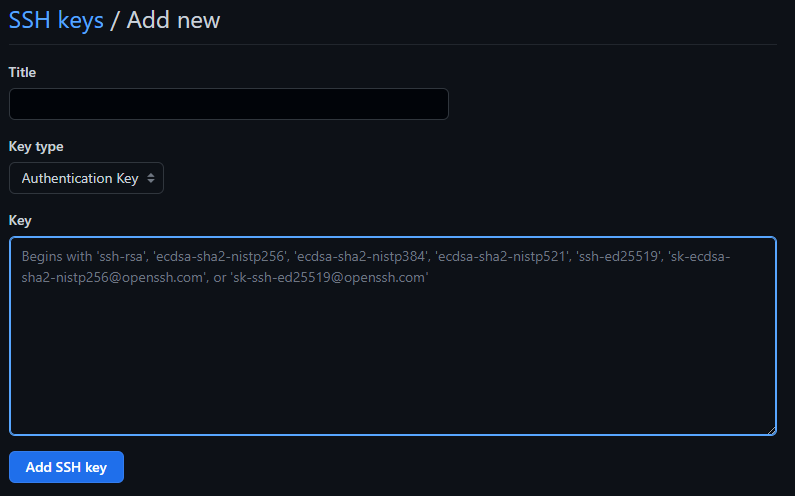 SSH keys / Add new
Title
Key type
Authentication Key
Key
Begins with 'ssh-rsa', 'ecdsa-sha2-nistp256', 'ecdsa-sha2-nistp384', 'ecdsa-sha2-nistp521', 'ssh-ed25519', 'sk-ecdsa-
sha2-nistp256@openssh.com', or 'sk-ssh-ed25519@openssh.com'
Add SSH key